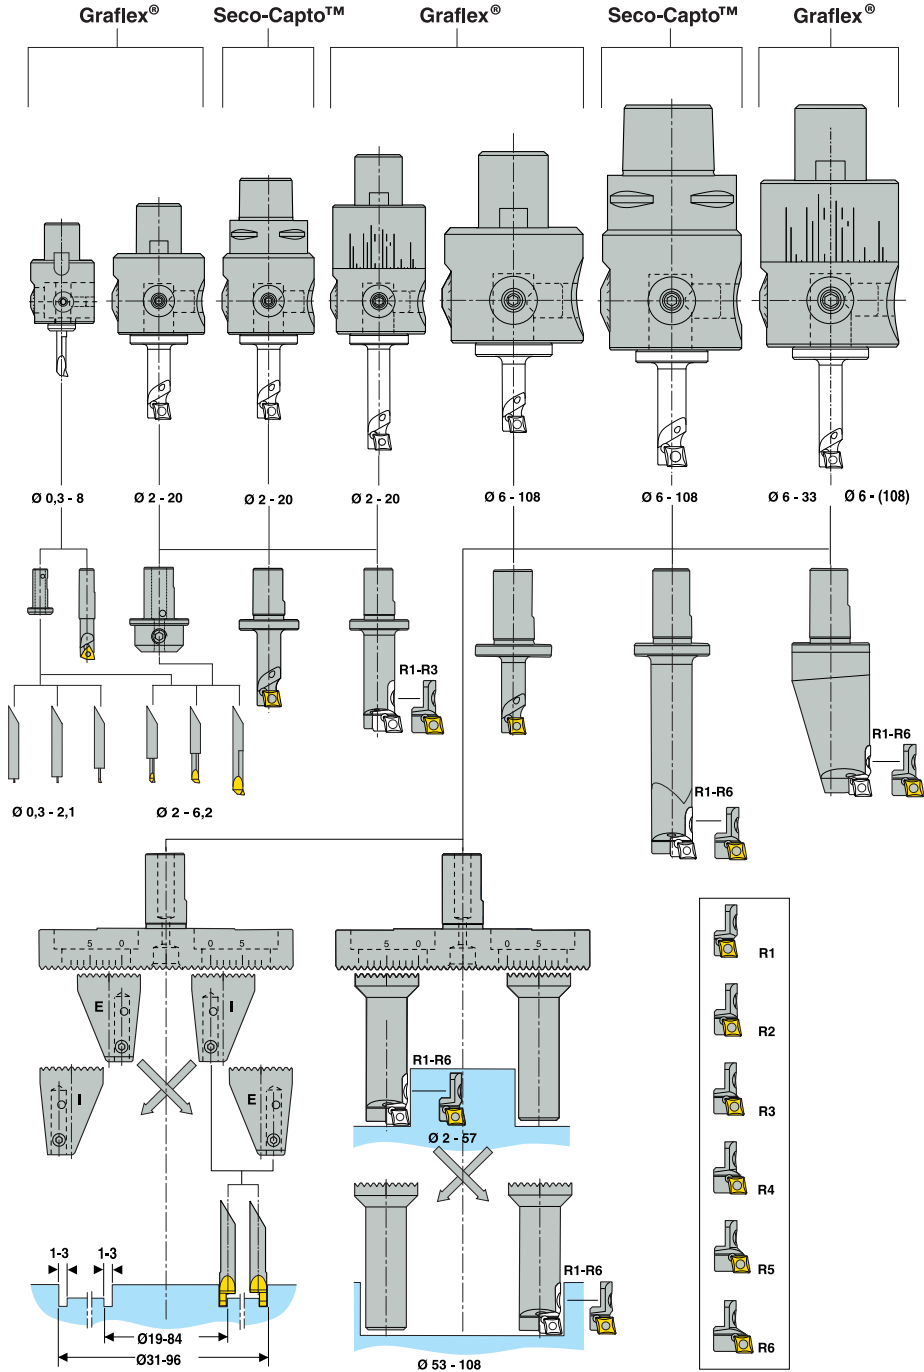 Graflex® Seco-Capto™ Graflex® Seco-Capto™ Graflex®
Ø 0,3 - 8 Ø 2 - 20 Ø 2 - 20 Ø 2 - 20 Ø 6 - 108 Ø 6 - 108 Ø 6 - 33 Ø 6 - (108)
R1-R3
R1-R6
R1-R6
Ø 0,3 - 2,1 Ø 2 - 6,2
5 0 0 5 5 0 0 5
E I
R1-R6
I E
Ø 2 - 57
1-3 1-3
R1-R6
Ø19-84
Ø31-96
Ø 53 - 108
R1
R2
R3
R4
R5
R6